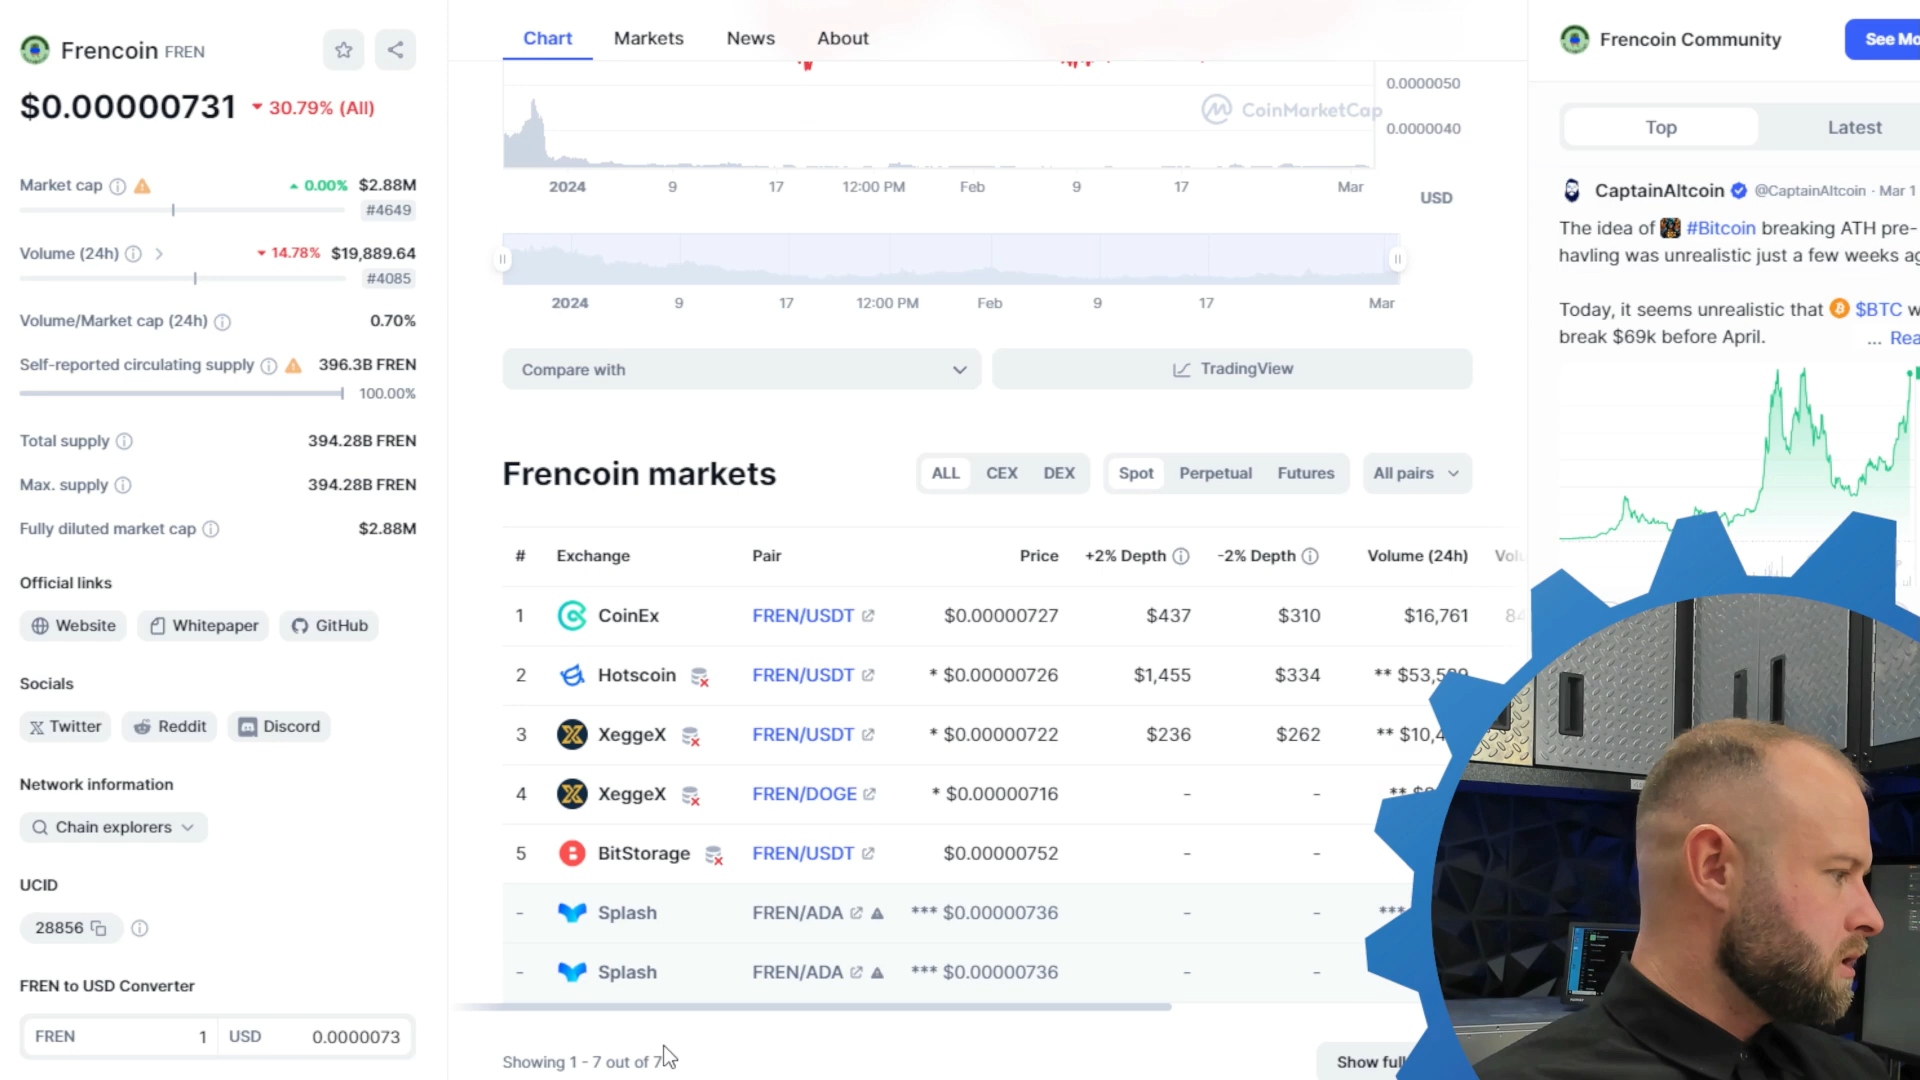 Frencoin FREN
$0.00000731 30.79% (All)
Market cap 0.00% $2.88M
#4649
Volume (24h) 14.78% $19,889.64
#4085
Volume/Market cap (24h) 0.70%
Self-reported circulating supply 396.3B FREN
100.00%
Total supply 394.28B FREN
Max. supply 394.28B FREN
Fully diluted market cap $2.88M
Official links
Website Whitepaper GitHub
Socials
Twitter Reddit Discord
Network information
Chain explorers
UCID
28856
FREN to USD Converter
FREN 1 USD 0.0000073
Chart Markets News About
0.0000050
CoinMarketCap
0.0000040
2024 9 17 12:00 PM Feb 9 17 Mar
USD
2024 9 17 12:00 PM Feb 9 17 Mar
Compare with TradingView
Frencoin markets ALL CEX DEX Spot Perpetual Futures All pairs
# Exchange Pair Price +2% Depth -2% Depth Volume (24h)
1 CoinEx FREN/USDT $0.00000727 $437 $310 $16,761
2 Hotscoin FREN/USDT * $0.00000726 $1,455 $334
3 XeggeX FREN/USDT * $0.00000722 $236 $262
4 XeggeX FREN/DOGE * $0.00000716 - -
5 BitStorage FREN/USDT $0.00000752 - -
- Splash FREN/ADA *** $0.00000736 - - ***
- Splash FREN/ADA *** $0.00000736 - -
Showing 1 - 7 out of 7
Show full
Frencoin Community See Mo
Top Latest
CaptainAltcoin @CaptainAltcoin · Mar 1
The idea of #Bitcoin breaking ATH pre-
havling was unrealistic just a few weeks ag
Today, it seems unrealistic that $BTC w
break $69k before April. ... Rea